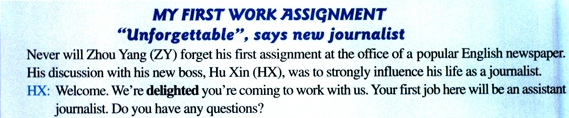 MY FIRST WORK ASSIGNMENT
“Unforgettable”, says new journalist
Never will Zhou Yang (ZY) forget his first assignment at the office of a popular English newspaper.
His discussion with his new boss, Hu Xin (HX), was to strongly influence his life as a journalist.
HX: Welcome. We’re delighted you’re coming to work with us. Your first job here will be an assistant
journalist. Do you have any questions?